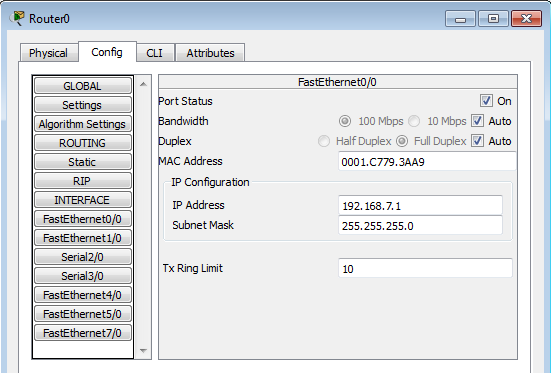 Router0
Physical Config CLI Attributes
GLOBAL
Settings
Algorithm Settings
ROUTING
Static
RIP
INTERFACE
FastEthernet0/0
FastEthernet1/0
Serial2/0
Serial3/0
FastEthernet4/0
FastEthernet5/0
FastEthernet7/0
FastEthernet0/0
Port Status On
Bandwidth 100 Mbps 10 Mbps Auto
Duplex Half Duplex Full Duplex Auto
MAC Address 0001.C779.3AA9
IP Configuration
IP Address 192.168.7.1
Subnet Mask 255.255.255.0
Tx Ring Limit 10